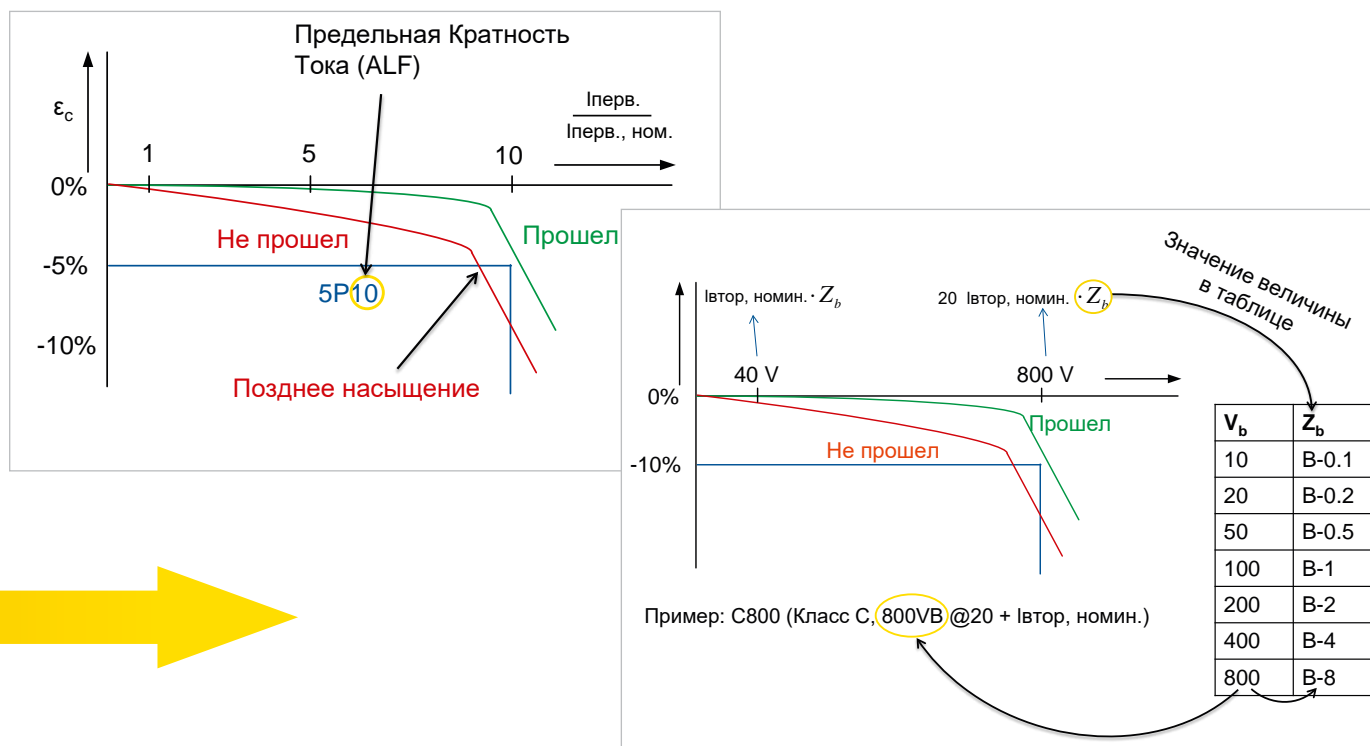 Предельная Кратность
Тока (ALF)
εc
Iперв.
Iперв., ном.
1
5
10
0%
Не прошел
Прошел
-5%
5P10
-10%
Позднее насыщение
Значение величины
в таблице
Iвтор, номин. · Zb
20 Iвтор, номин. · Zb
40 V
800 V
0%
Прошел
Не прошел
-10%
Vb Zb
10 B-0.1
20 B-0.2
50 B-0.5
100 B-1
200 B-2
400 B-4
800 B-8
Пример: C800 (Класс C, 800VB @20 + Iвтор, номин.)